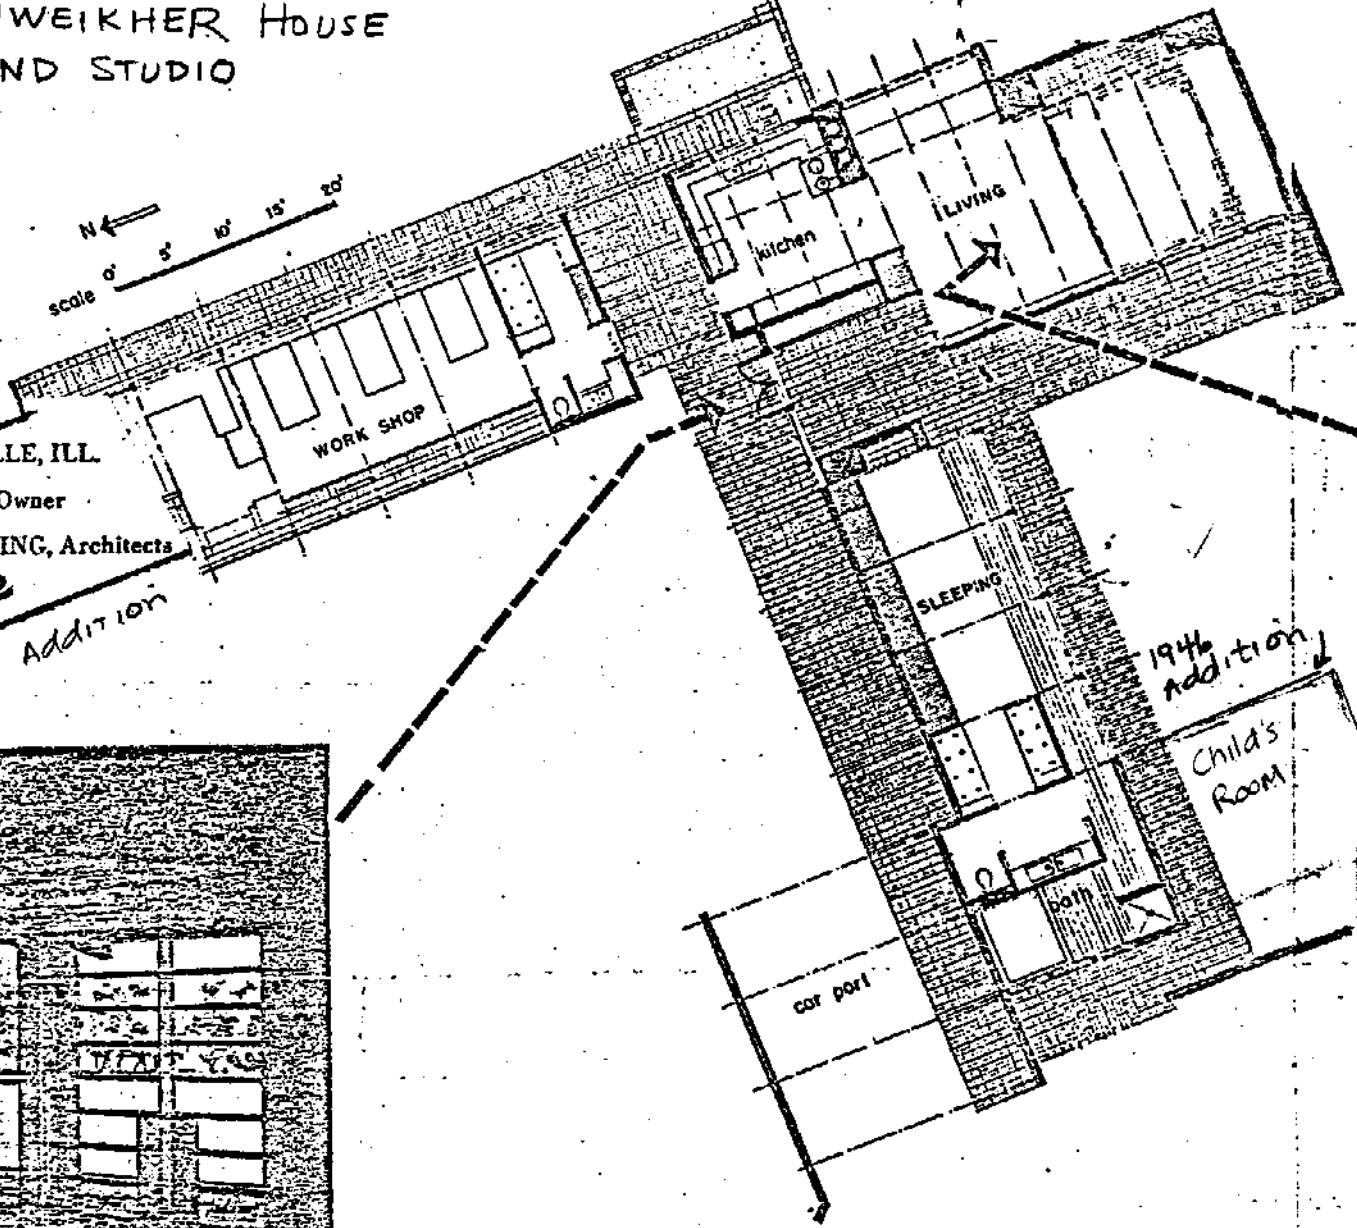 WEIKHER HOUSE
ND STUDIO
N
scale 0' 5' 10' 15' 20'
LIVING
kitchen
WORK SHOP
LLE, ILL.
Owner
ING, Architects
Addition
SLEEPING
1946
Addition
Child's
Room
bath
car port